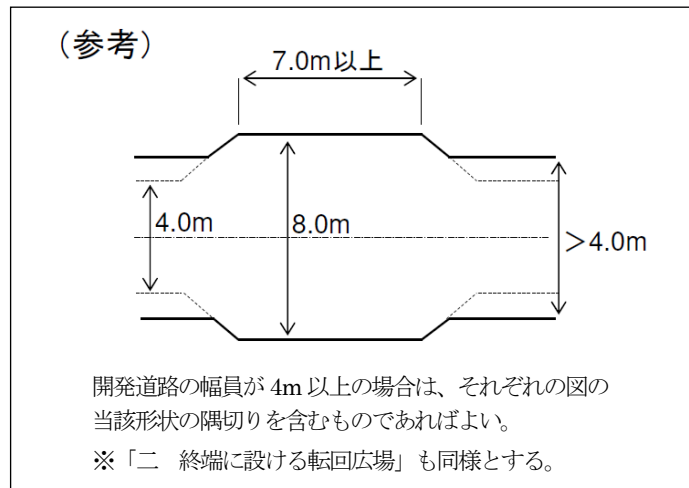 (参考)
7.0m以上
4.0m
8.0m
＞4.0m
開発道路の幅員が 4m 以上の場合は、それぞれの図の
当該形状の隅切りを含むものであればよい。
※「二　終端に設ける転回広場」も同様とする。